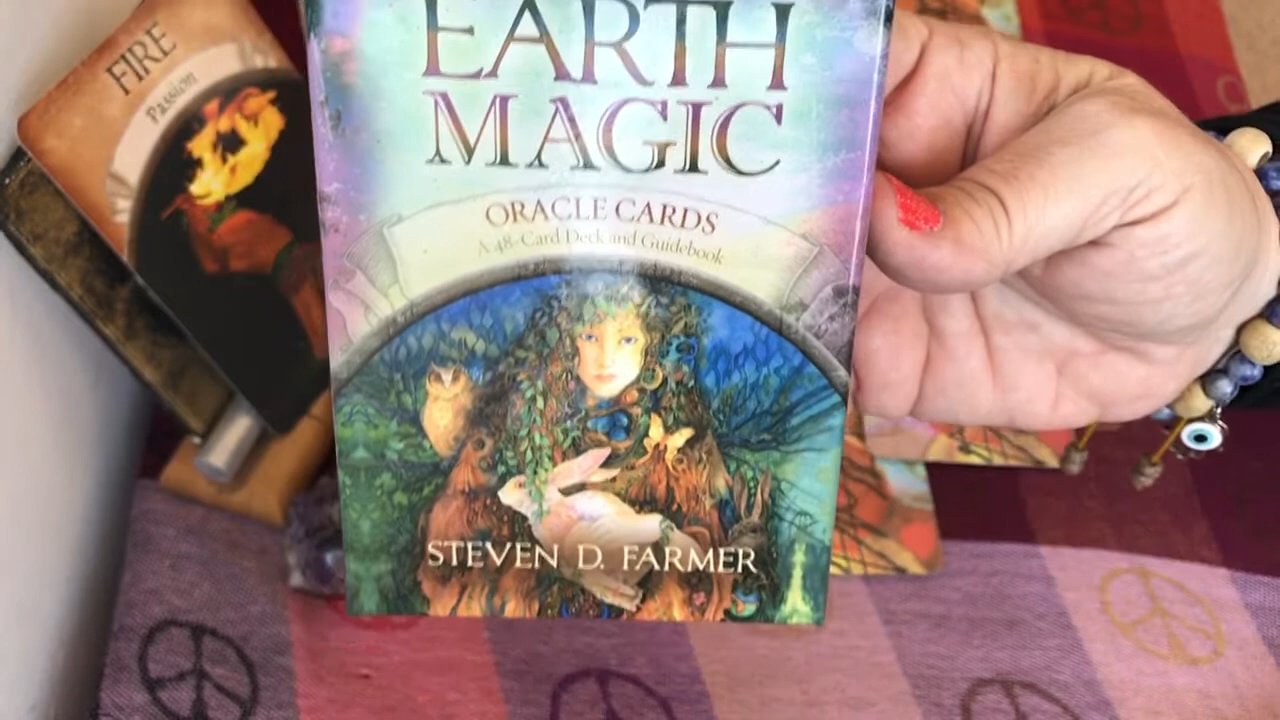 FIRE
Passion
EARTH
MAGIC
ORACLE CARDS
A 48-Card Deck and Guidebook
STEVEN D. FARMER